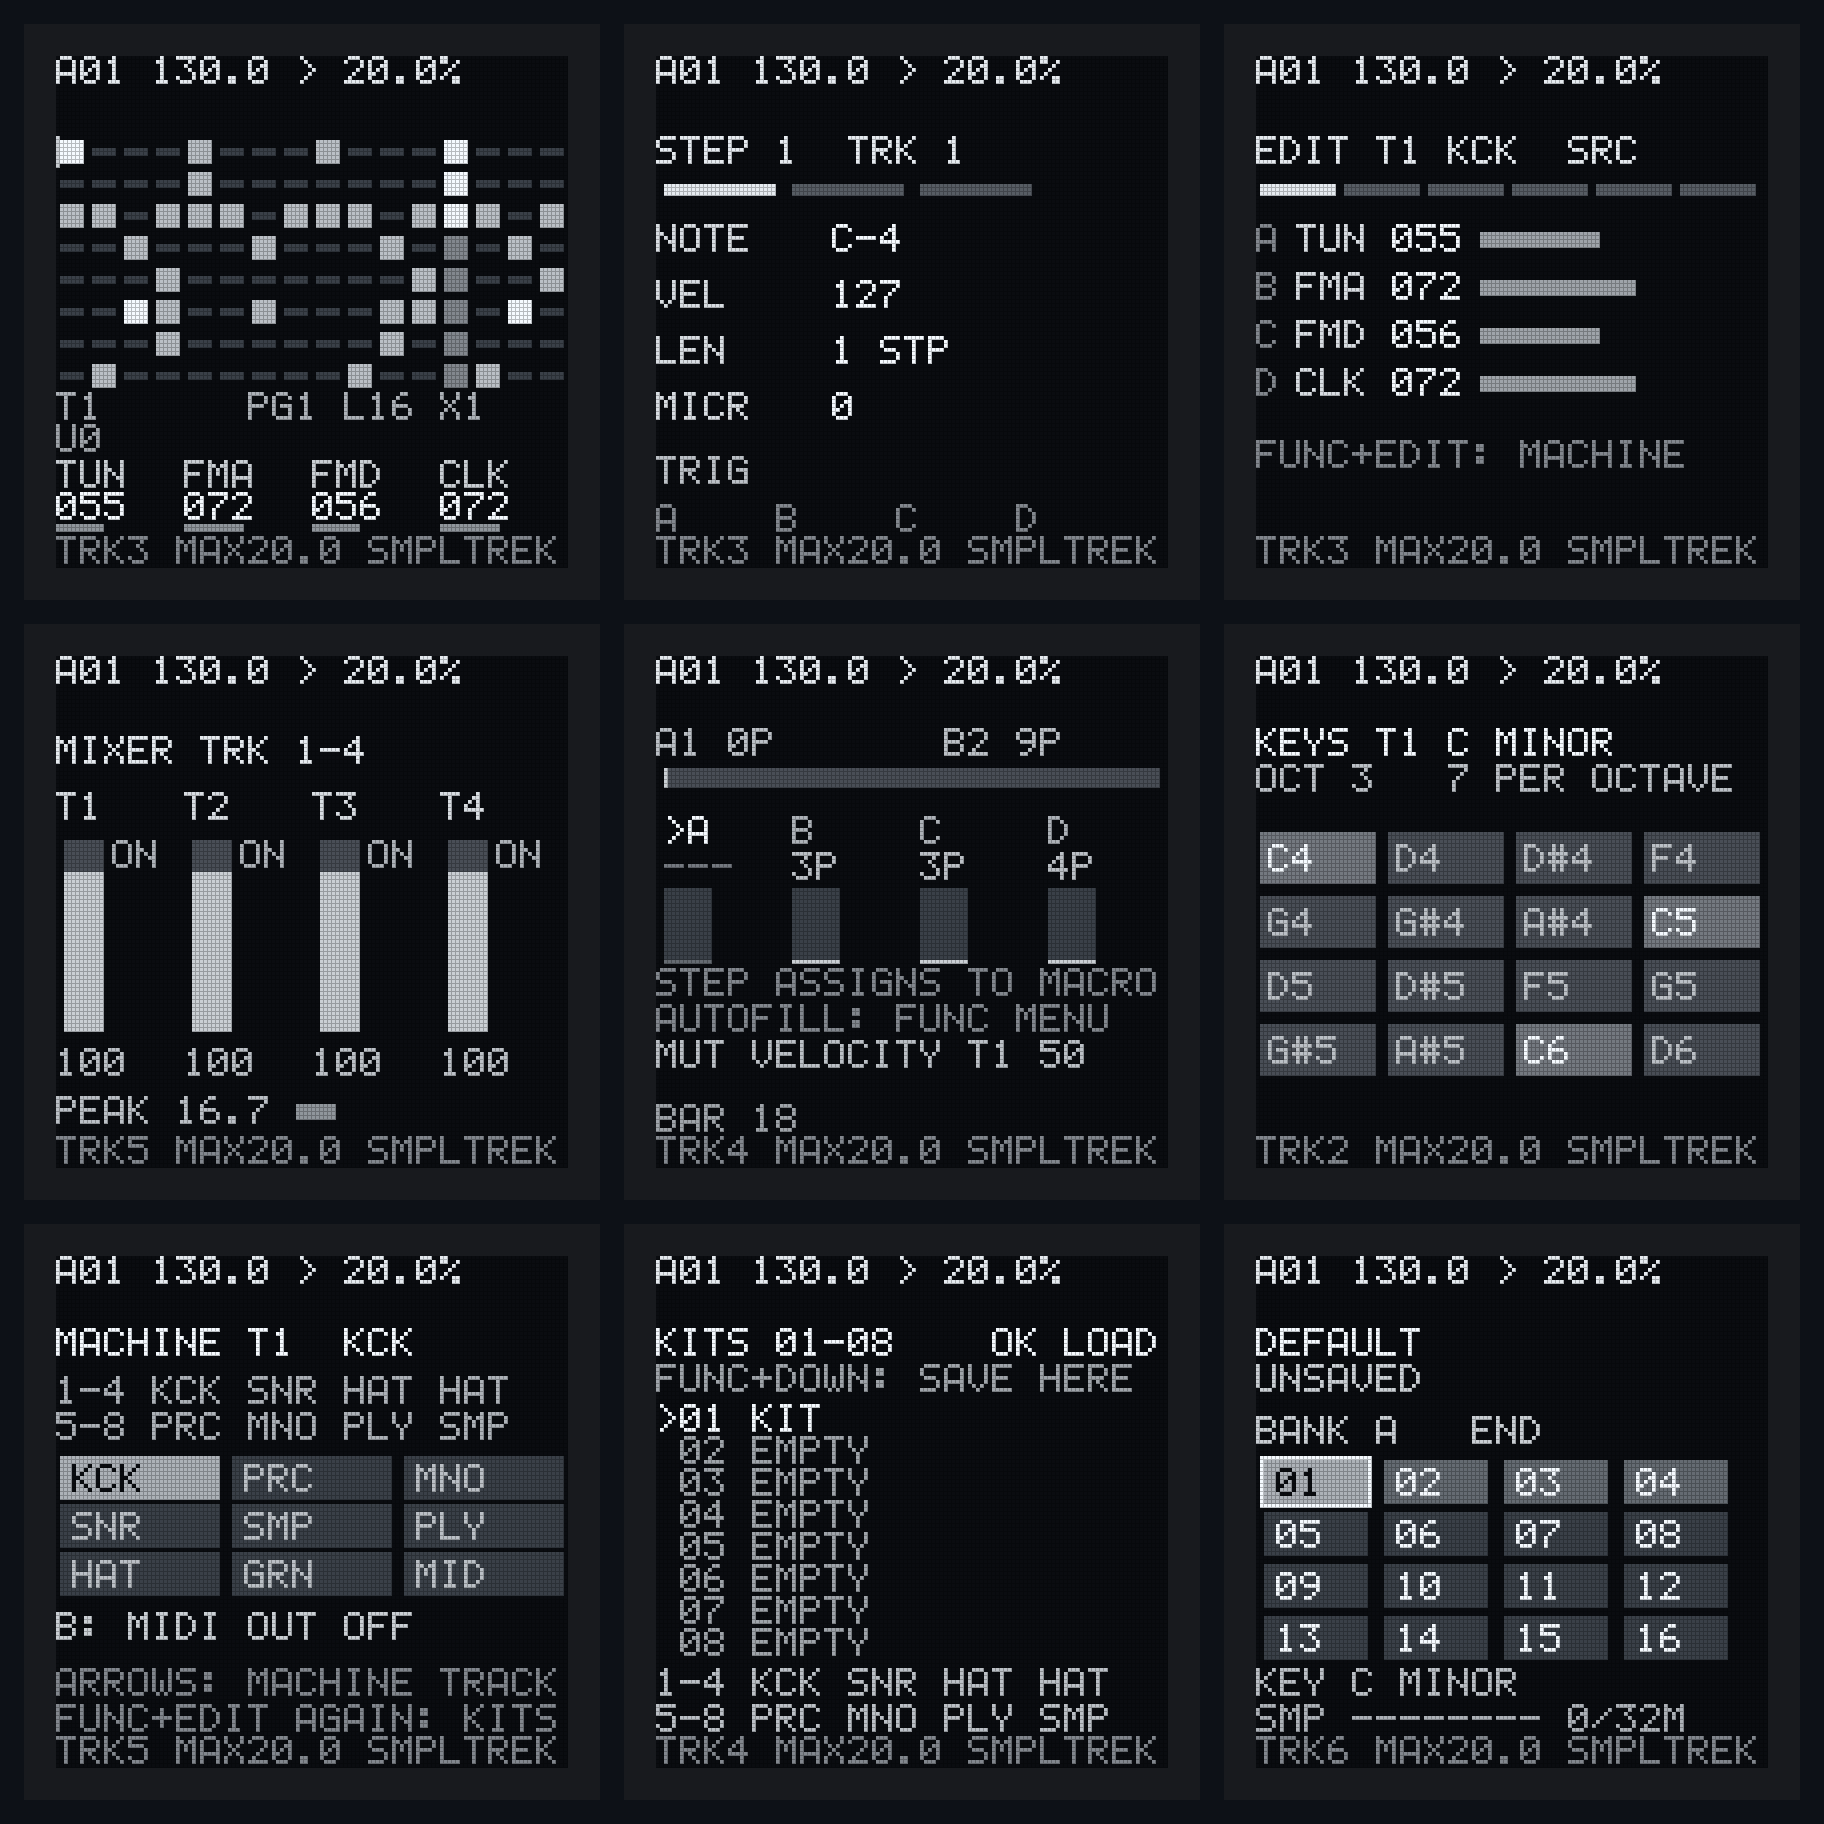 A01 130.0 > 20.0%
T1 PG1 L16 X1
U0
TUN FMA FMD CLK
055 072 056 072
TRK3 MAX20.0 SMPLTREK
A01 130.0 > 20.0%
STEP 1 TRK 1
NOTE C-4
VEL 127
LEN 1 STP
MICR 0
TRIG
A B C D
TRK3 MAX20.0 SMPLTREK
A01 130.0 > 20.0%
EDIT T1 KCK SRC
A TUN 055
B FMA 072
C FMD 056
D CLK 072
FUNC+EDIT: MACHINE
TRK3 MAX20.0 SMPLTREK
A01 130.0 > 20.0%
MIXER TRK 1-4
T1 T2 T3 T4
ON ON ON ON
100 100 100 100
PEAK 16.7
TRK5 MAX20.0 SMPLTREK
A01 130.0 > 20.0%
A1 0P B2 9P
>A B C D
--- 3P 3P 4P
STEP ASSIGNS TO MACRO
AUTOFILL: FUNC MENU
MUT VELOCITY T1 50
BAR 18
TRK4 MAX20.0 SMPLTREK
A01 130.0 > 20.0%
KEYS T1 C MINOR
OCT 3 7 PER OCTAVE
C4 D4 D#4 F4
G4 G#4 A#4 C5
D5 D#5 F5 G5
G#5 A#5 C6 D6
TRK2 MAX20.0 SMPLTREK
A01 130.0 > 20.0%
MACHINE T1 KCK
1-4 KCK SNR HAT HAT
5-8 PRC MNO PLY SMP
KCK PRC MNO
SNR SMP PLY
HAT GRN MID
B: MIDI OUT OFF
ARROWS: MACHINE TRACK
FUNC+EDIT AGAIN: KITS
TRK5 MAX20.0 SMPLTREK
A01 130.0 > 20.0%
KITS 01-08 OK LOAD
FUNC+DOWN: SAVE HERE
>01 KIT
02 EMPTY
03 EMPTY
04 EMPTY
05 EMPTY
06 EMPTY
07 EMPTY
08 EMPTY
1-4 KCK SNR HAT HAT
5-8 PRC MNO PLY SMP
TRK4 MAX20.0 SMPLTREK
A01 130.0 > 20.0%
DEFAULT
UNSAVED
BANK A END
01 02 03 04
05 06 07 08
09 10 11 12
13 14 15 16
KEY C MINOR
SMP -------- 0/32M
TRK6 MAX20.0 SMPLTREK